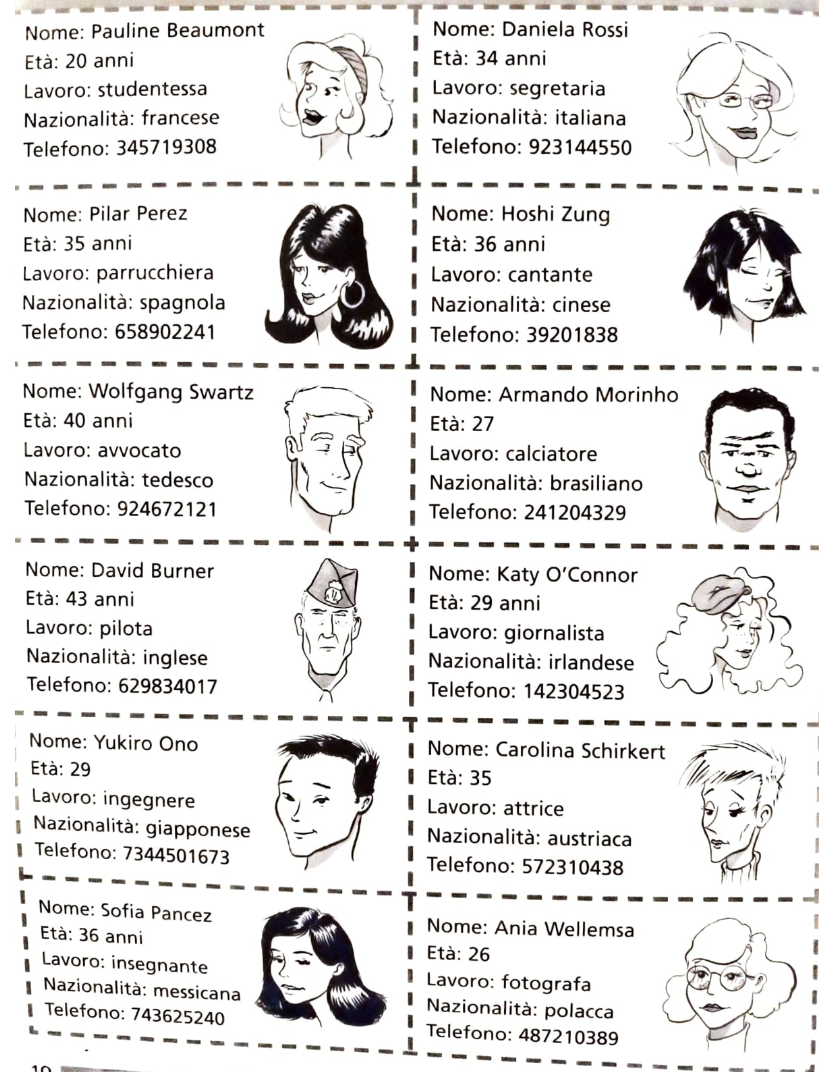 Nome: Pauline Beaumont
Età: 20 anni
Lavoro: studentessa
Nazionalità: francese
Telefono: 345719308
Nome: Daniela Rossi
Età: 34 anni
Lavoro: segretaria
Nazionalità: italiana
Telefono: 923144550
Nome: Pilar Perez
Età: 35 anni
Lavoro: parrucchiera
Nazionalità: spagnola
Telefono: 658902241
Nome: Hoshi Zung
Età: 36 anni
Lavoro: cantante
Nazionalità: cinese
Telefono: 39201838
Nome: Wolfgang Swartz
Età: 40 anni
Lavoro: avvocato
Nazionalità: tedesco
Telefono: 924672121
Nome: Armando Morinho
Età: 27
Lavoro: calciatore
Nazionalità: brasiliano
Telefono: 241204329
Nome: David Burner
Età: 43 anni
Lavoro: pilota
Nazionalità: inglese
Telefono: 629834017
Nome: Katy O'Connor
Età: 29 anni
Lavoro: giornalista
Nazionalità: irlandese
Telefono: 142304523
Nome: Yukiro Ono
Età: 29
Lavoro: ingegnere
Nazionalità: giapponese
Telefono: 7344501673
Nome: Carolina Schirkert
Età: 35
Lavoro: attrice
Nazionalità: austriaca
Telefono: 572310438
Nome: Sofia Pancez
Età: 36 anni
Lavoro: insegnante
Nazionalità: messicana
Telefono: 743625240
Nome: Ania Wellemsa
Età: 26
Lavoro: fotografa
Nazionalità: polacca
Telefono: 487210389